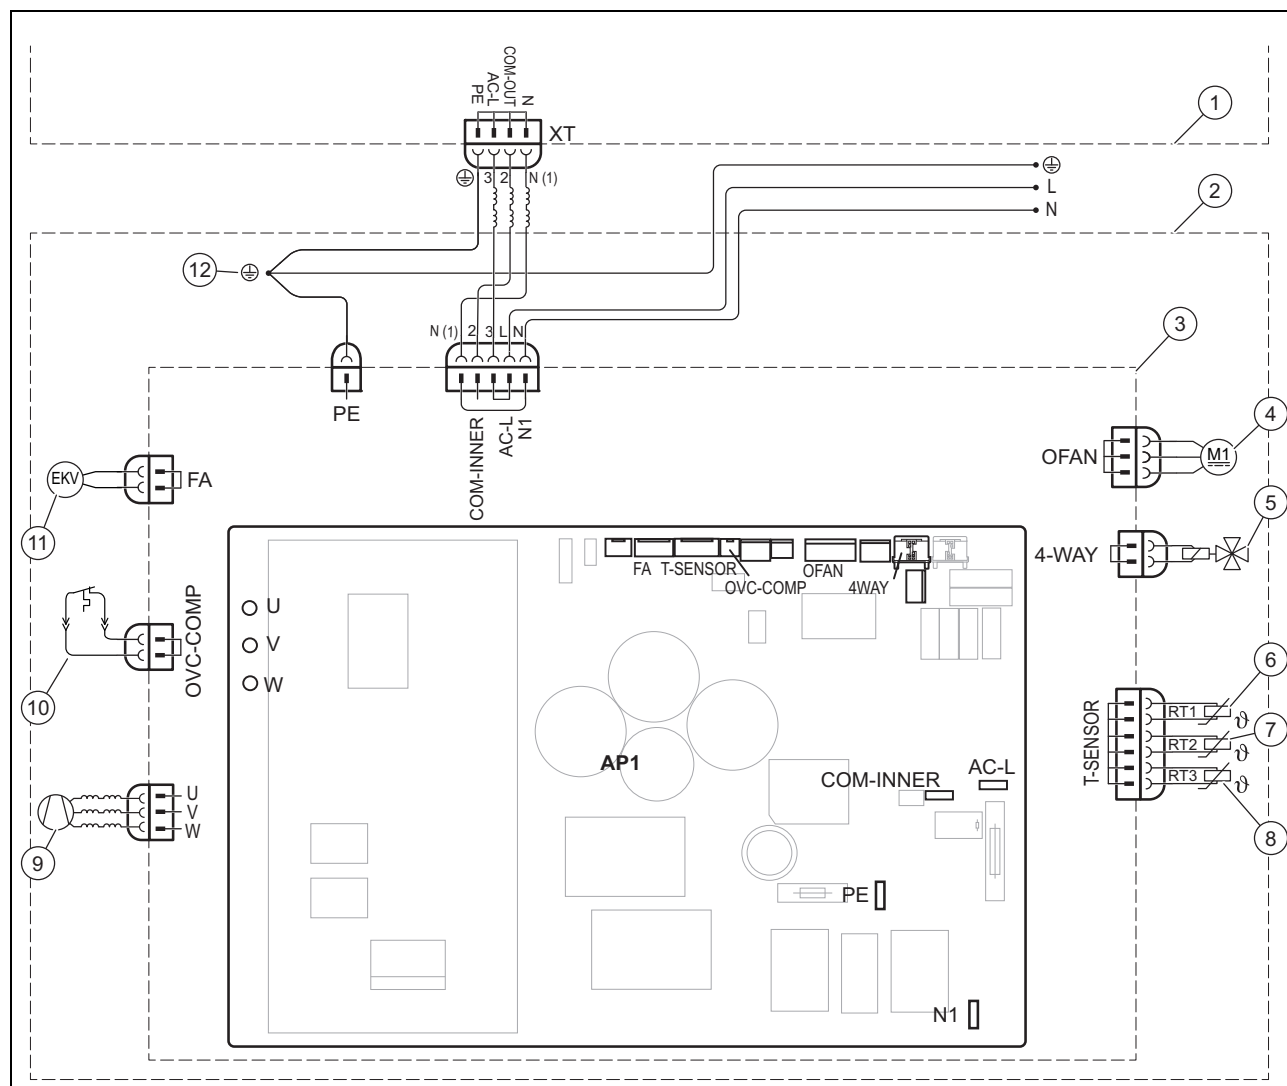 PE
AC-L
COM-OUT
N
XT
1
3 2 N (1)
L
2
N
12
N (1) 2 3 L N
3
PE
COM-INNER
AC-L
N1
4
OFAN
M1
EKV
FA
5
11
4-WAY
FA T-SENSOR
OVC-COMP
OFAN
4WAY
U
V
W
OVC-COMP
10
6
T-SENSOR
RT1 ϑ
7
RT2 ϑ
RT3 ϑ
AP1
COM-INNER
AC-L
U
V
W
9
8
PE
N1